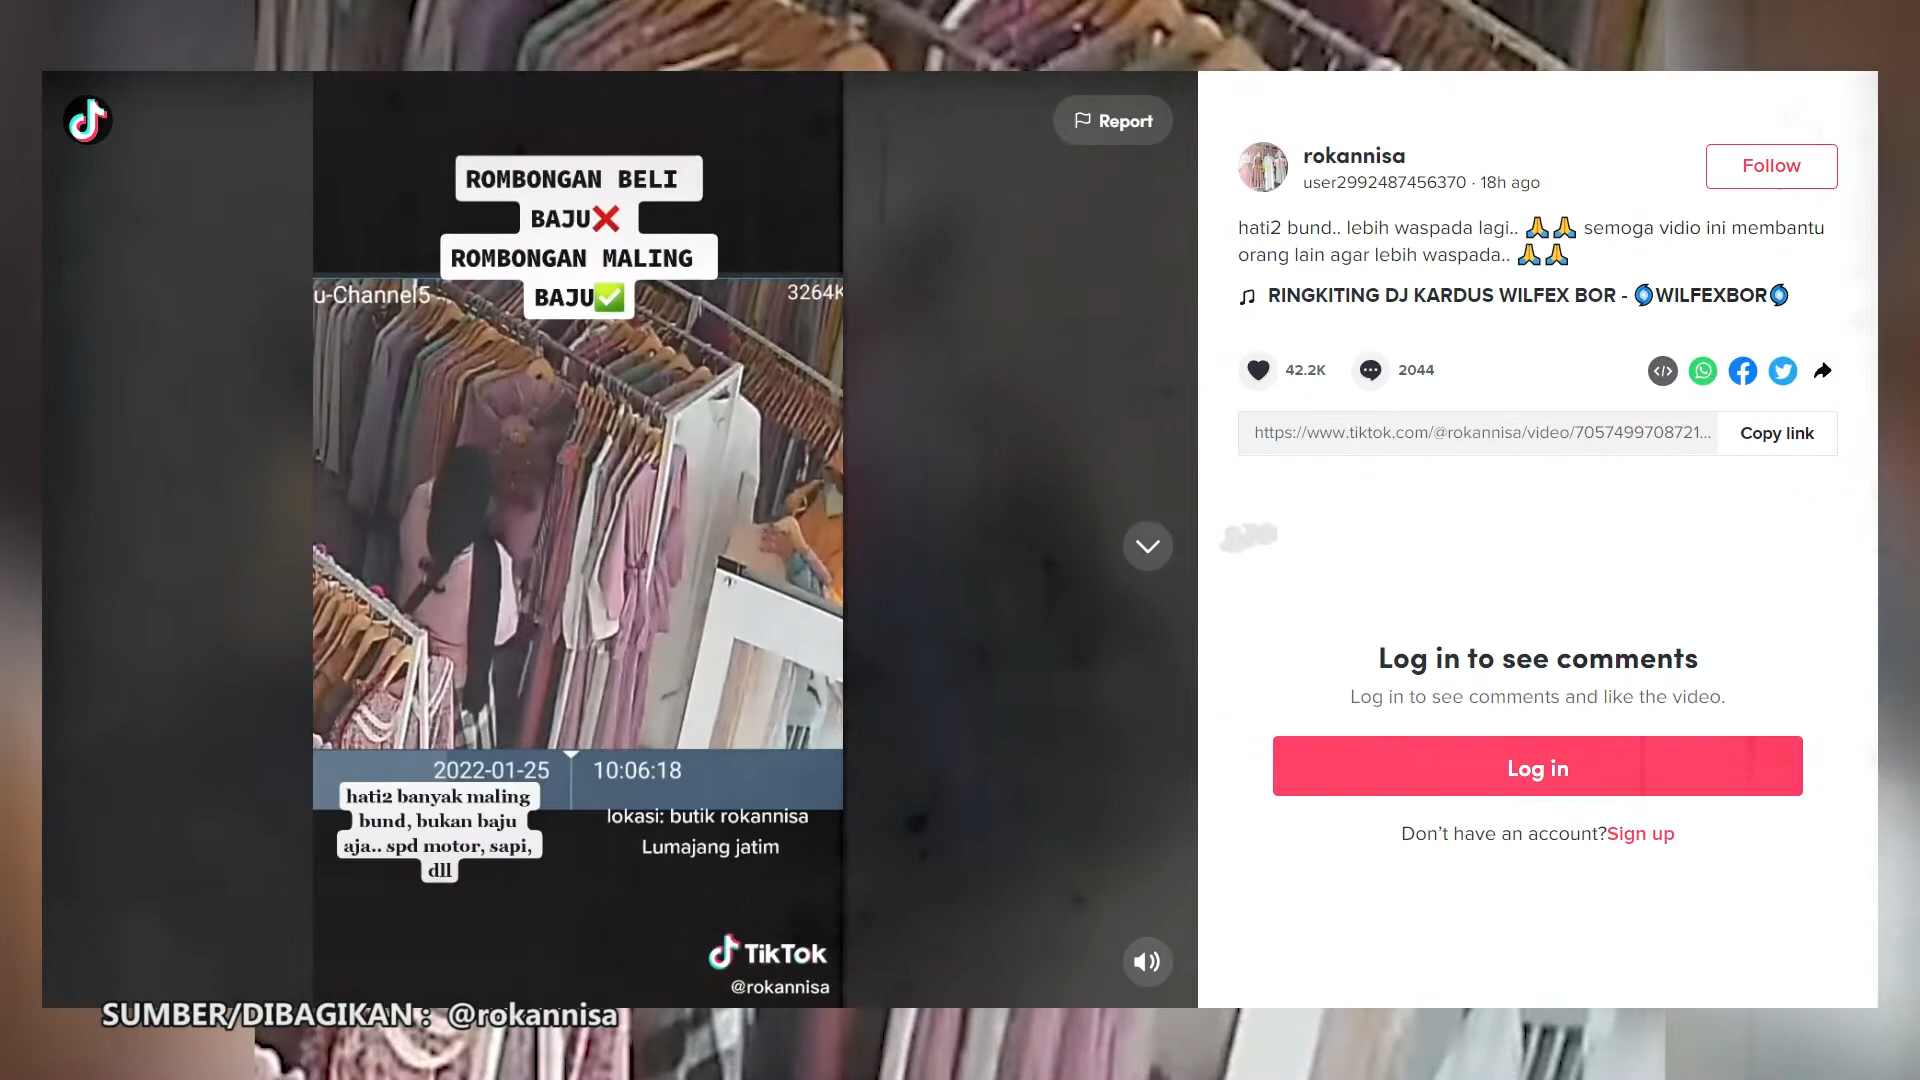 Report
ROMBONGAN BELI
BAJU❌
ROMBONGAN MALING
BAJU✅
u-Channel5
3264K
2022-01-25
10:06:18
hati2 banyak maling
bund, bukan baju
aja.. spd motor, sapi,
dll
lokasi: butik rokannisa
Lumajang jatim
TikTok
@rokannisa
SUMBER/DIBAGIKAN : @rokannisa
rokannisa
user2992487456370 · 18h ago
Follow
hati2 bund.. lebih waspada lagi.. 🙏🙏 semoga vidio ini membantu
orang lain agar lebih waspada.. 🙏🙏
♫ RINGKITING DJ KARDUS WILFEX BOR - 🌀WILFEXBOR🌀
42.2K
2044
https://www.tiktok.com/@rokannisa/video/7057499708721...
Copy link
Log in to see comments
Log in to see comments and like the video.
Log in
Don’t have an account?Sign up